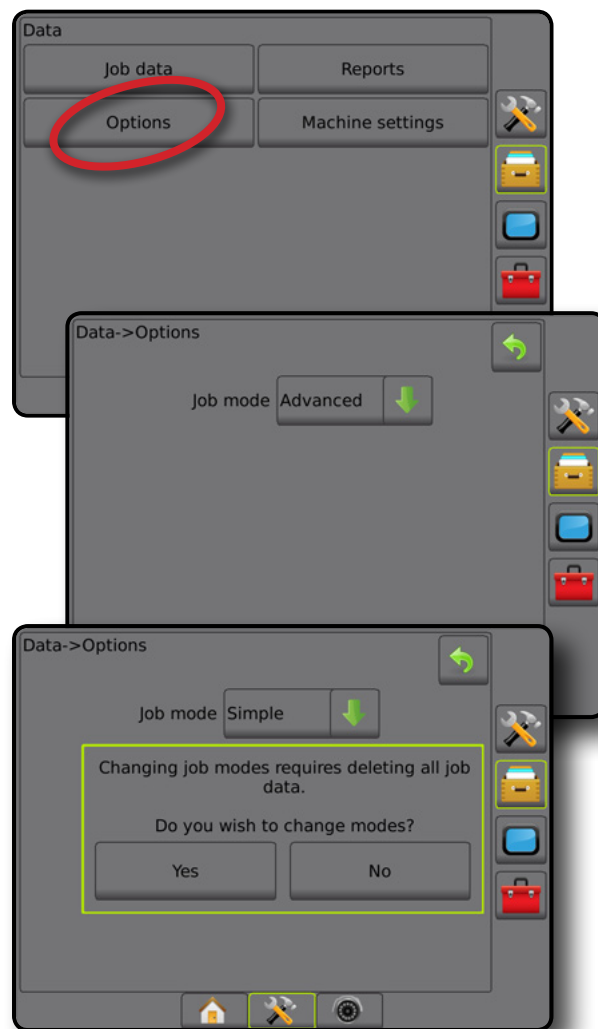 Data
Job data Reports
Options Machine settings
Data->Options
Job mode Advanced
Data->Options
Job mode Simple
Changing job modes requires deleting all job
data.
Do you wish to change modes?
Yes No